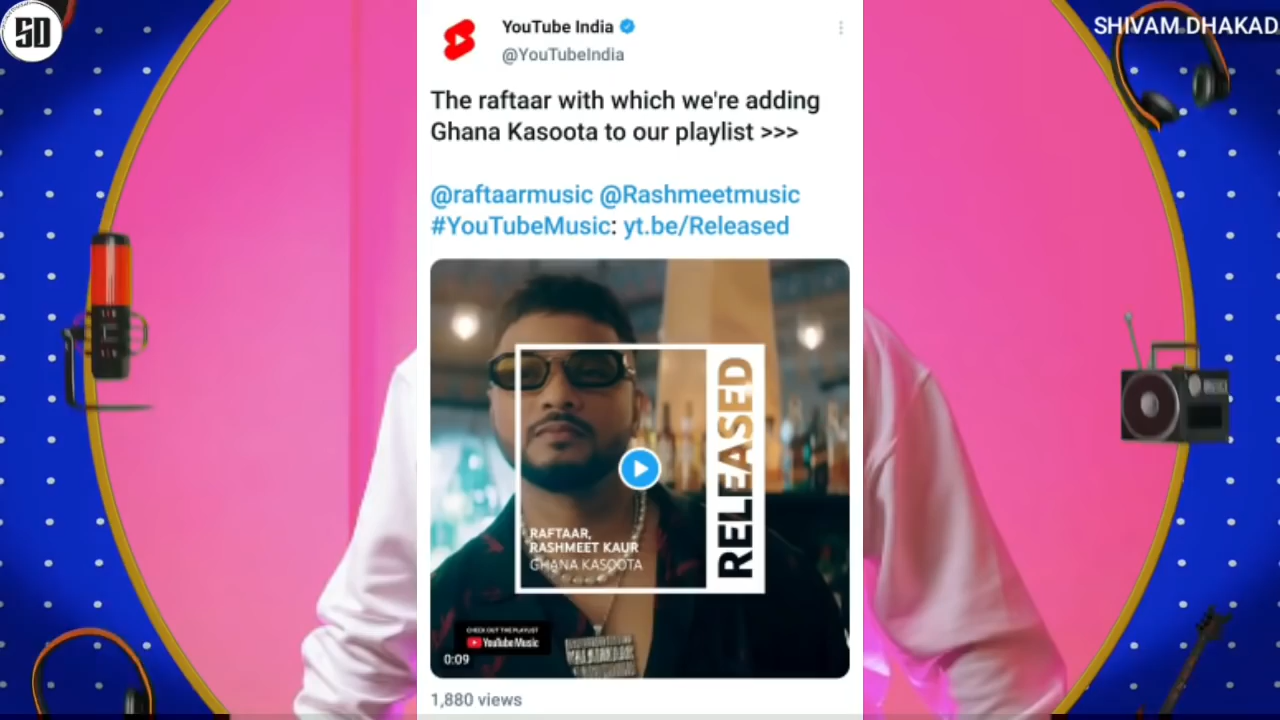 SD
SHIVAM DHAKAD
YouTube India
@YouTubeIndia
The raftaar with which we're adding
Ghana Kasoota to our playlist >>>
@raftaarmusic @Rashmeetmusic
#YouTubeMusic: yt.be/Released
RELEASED
RAFTAAR,
RASHMEET KAUR
GHANA KASOOTA
CHECK OUT THE PLAYLIST
YouTube Music
0:09
1,880 views